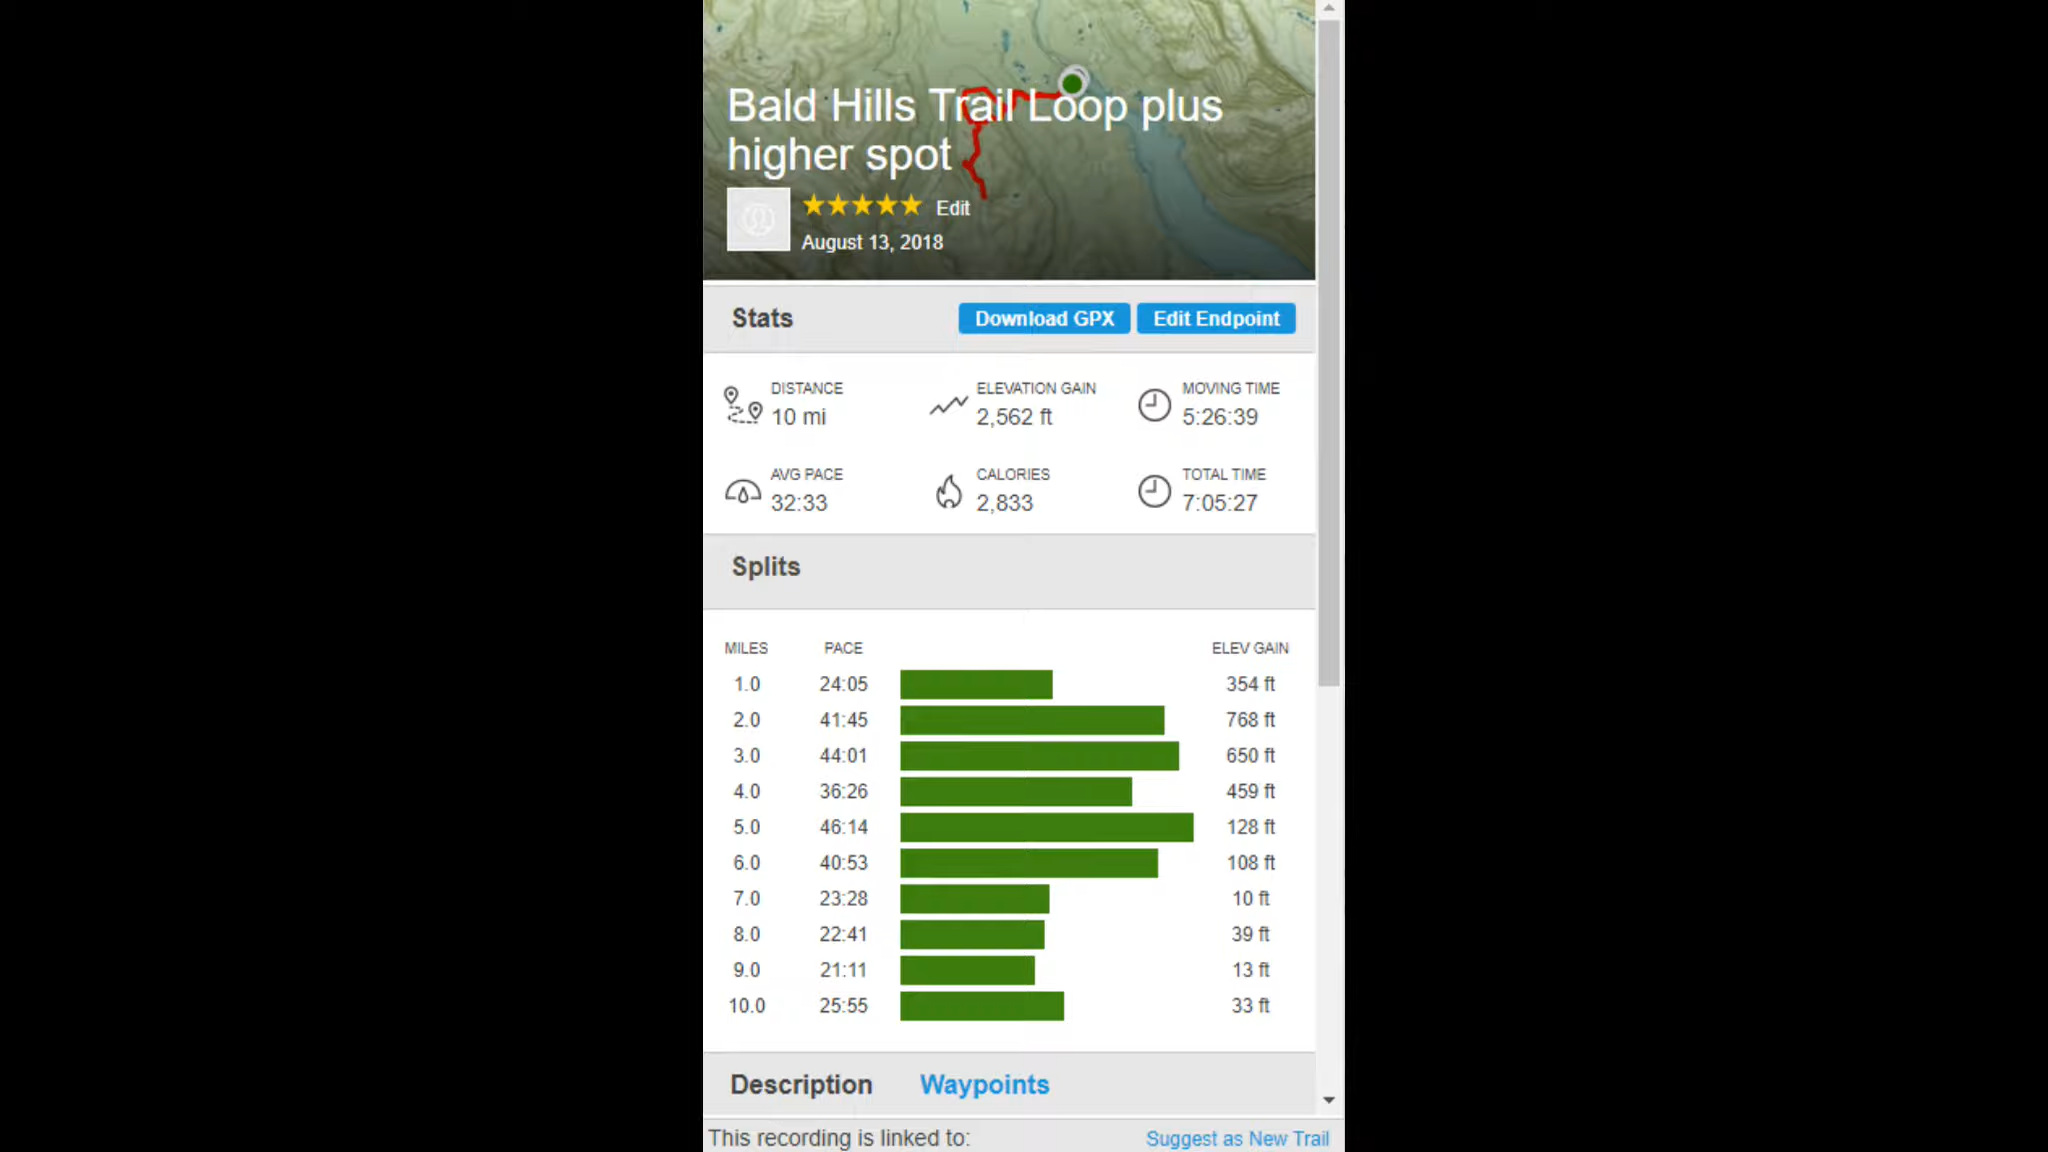 Bald Hills Trail Loop plus
higher spot
Edit
August 13, 2018
Stats Download GPX Edit Endpoint
DISTANCE ELEVATION GAIN MOVING TIME
10 mi 2,562 ft 5:26:39
AVG PACE CALORIES TOTAL TIME
32:33 2,833 7:05:27
Splits
MILES PACE ELEV GAIN
1.0 24:05 354 ft
2.0 41:45 768 ft
3.0 44:01 650 ft
4.0 36:26 459 ft
5.0 46:14 128 ft
6.0 40:53 108 ft
7.0 23:28 10 ft
8.0 22:41 39 ft
9.0 21:11 13 ft
10.0 25:55 33 ft
Description Waypoints
This recording is linked to: Suggest as New Trail